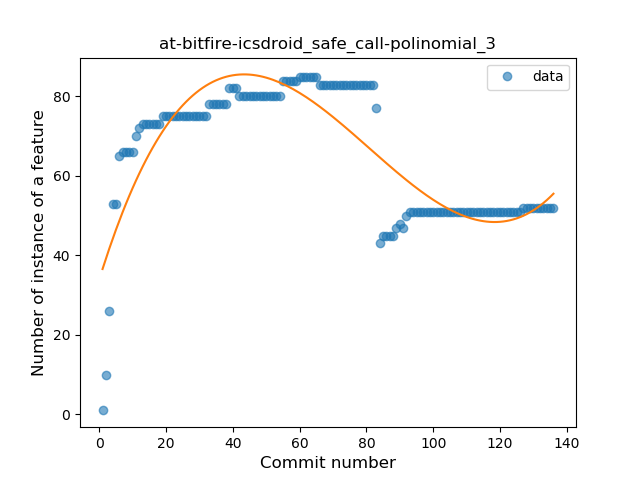 at-bitfire-icsdroid_safe_call-polinomial_3
data
Number of instance of a feature
80
60
40
20
0
0 20 40 60 80 100 120 140
Commit number